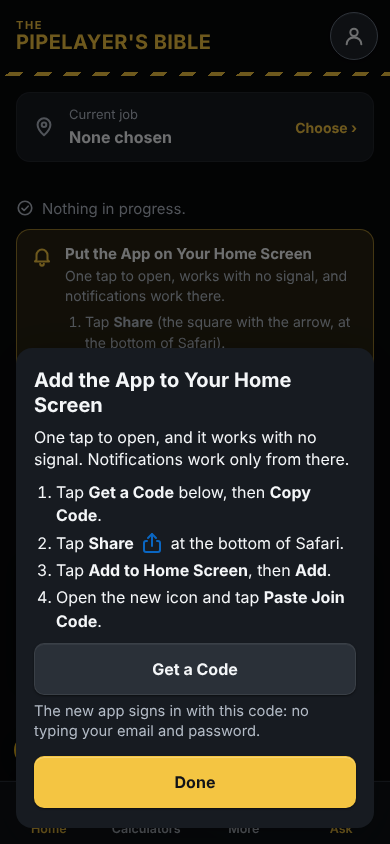 THE
PIPELAYER'S BIBLE
Current job
None chosen
Choose ›
Nothing in progress.
Put the App on Your Home Screen
One tap to open, works with no signal, and
notifications work there.
1. Tap Share (the square with the arrow, at
the bottom of Safari).
Add the App to Your Home
Screen
One tap to open, and it works with no
signal. Notifications work only from there.
1. Tap Get a Code below, then Copy
Code.
2. Tap Share at the bottom of Safari.
3. Tap Add to Home Screen, then Add.
4. Open the new icon and tap Paste Join
Code.
Get a Code
The new app signs in with this code: no
typing your email and password.
Done
Home
Calculators
More
Ask